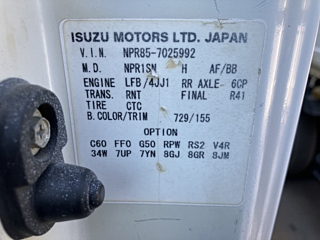 ISUZU MOTORS LTD. JAPAN
V.I.N. NPR85-7025992
M.D. NPR1SN H AF/BB
ENGINE LFB/4JJ1 RR AXLE- 6CP
TRANS. RNT FINAL R41
TIRE CTC
B.COLOR/TRIM 729/155
OPTION
C60 FF0 G50 RPW RS2 V4R
34W 7UP 7YN 8GJ 8GR 8JM